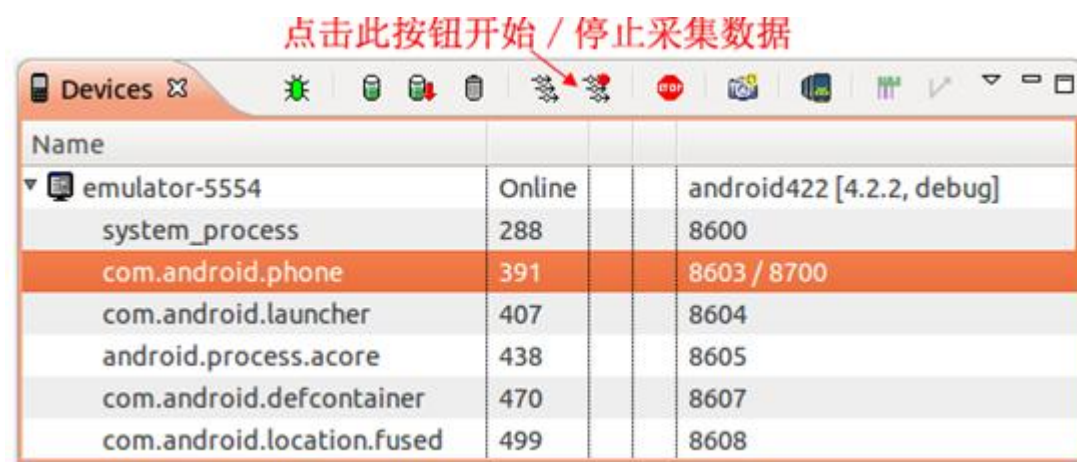 点击此按钮开始 / 停止采集数据
Devices
Name
emulator-5554 Online android422 [4.2.2, debug]
system_process 288 8600
com.android.phone 391 8603 / 8700
com.android.launcher 407 8604
android.process.acore 438 8605
com.android.defcontainer 470 8607
com.android.location.fused 499 8608